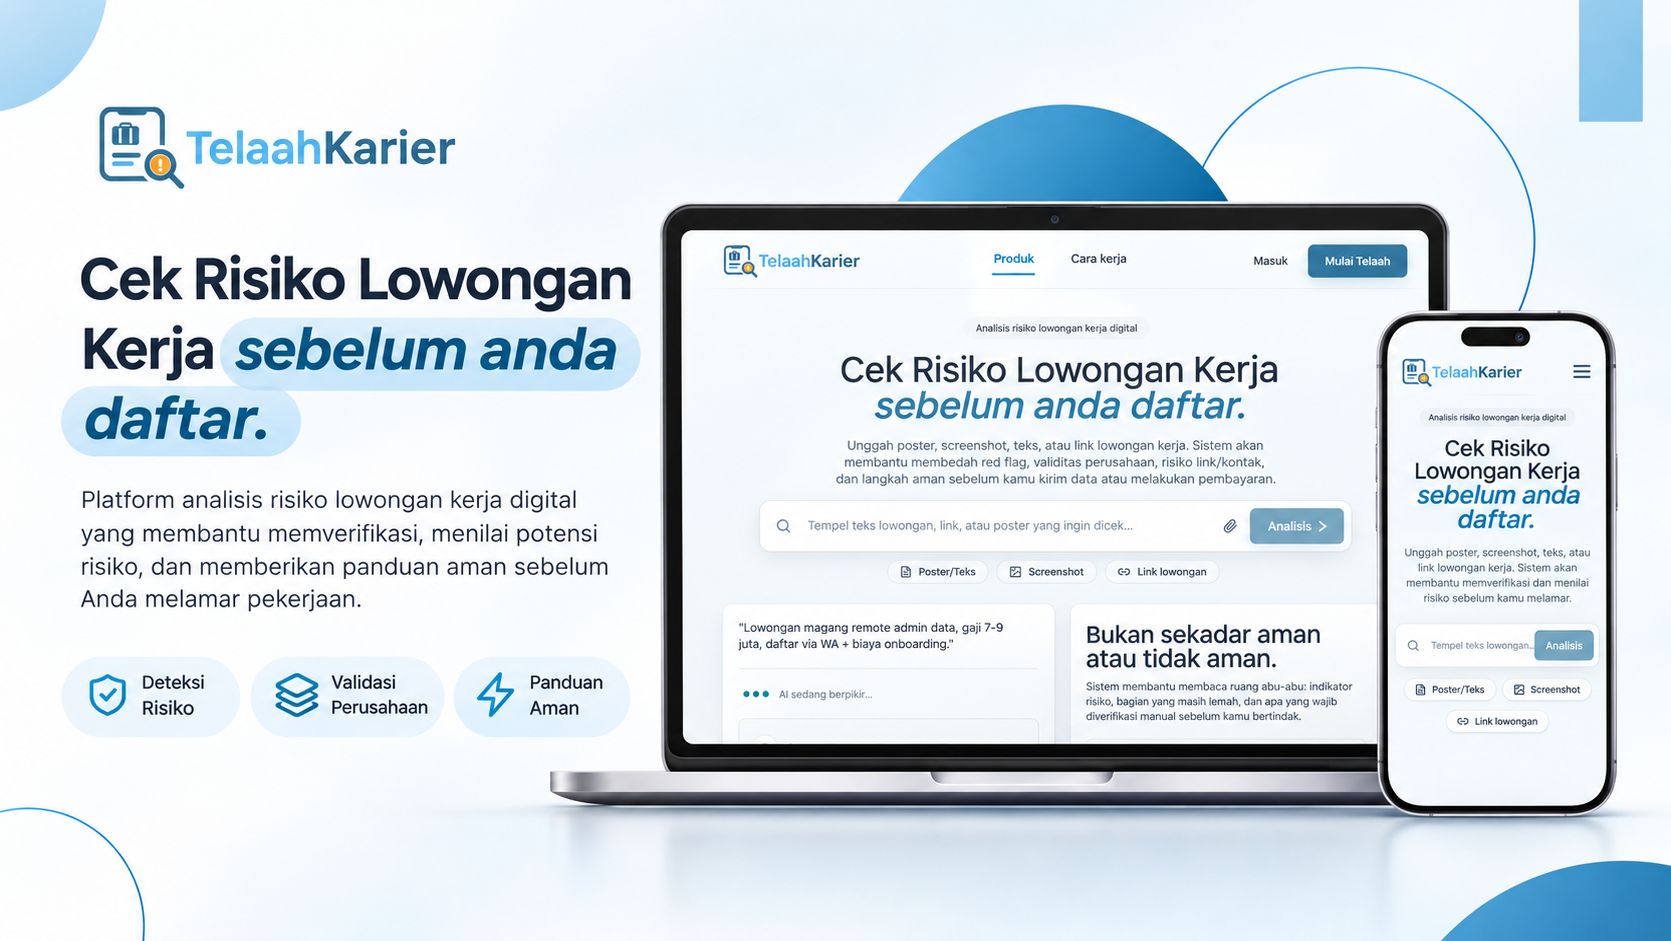 TelaahKarier
Cek Risiko Lowongan
Kerja sebelum anda
daftar.
Platform analisis risiko lowongan kerja digital
yang membantu memverifikasi, menilai potensi
risiko, dan memberikan panduan aman sebelum
Anda melamar pekerjaan.
Deteksi
Risiko
Validasi
Perusahaan
Panduan
Aman
TelaahKarier
Produk
Cara kerja
Masuk
Mulai Telaah
Analisis risiko lowongan kerja digital
Cek Risiko Lowongan Kerja
sebelum anda daftar.
Unggah poster, screenshot, teks, atau link lowongan kerja. Sistem akan
membantu membedah red flag, validitas perusahaan, risiko link/kontak,
dan langkah aman sebelum kamu kirim data atau melakukan pembayaran.
Tempel teks lowongan, link, atau poster yang ingin dicek...
Analisis
Poster/Teks
Screenshot
Link lowongan
"Lowongan magang remote admin data, gaji 7-9
juta, daftar via WA + biaya onboarding."
AI sedang berpikir...
Bukan sekadar aman
atau tidak aman.
Sistem membantu membaca ruang abu-abu: indikator
risiko, bagian yang masih lemah, dan apa yang wajib
diverifikasi manual sebelum kamu bertindak.
TelaahKarier
Analisis risiko lowongan kerja digital
Cek Risiko
Lowongan Kerja
sebelum anda
daftar.
Unggah poster, screenshot, teks, atau
link lowongan kerja. Sistem akan
membantu memverifikasi dan menilai
risiko sebelum kamu melamar.
Tempel teks lowongan...
Analisis
Poster/Teks
Screenshot
Link lowongan